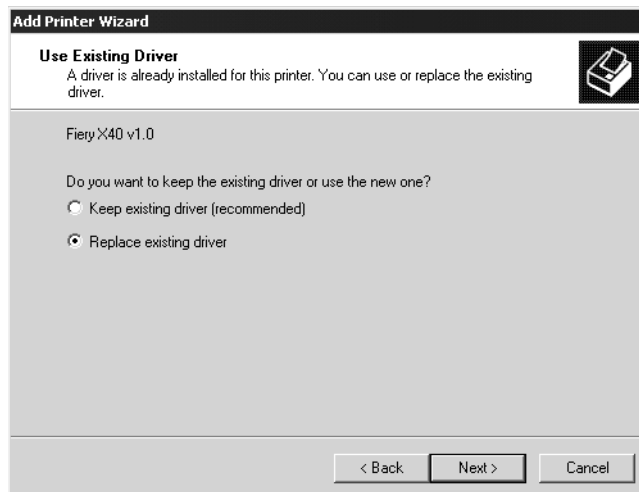 Add Printer Wizard
Use Existing Driver
A driver is already installed for this printer. You can use or replace the existing
driver.
Fiery X40 v1.0
Do you want to keep the existing driver or use the new one?
Keep existing driver (recommended)
Replace existing driver
< Back Next > Cancel